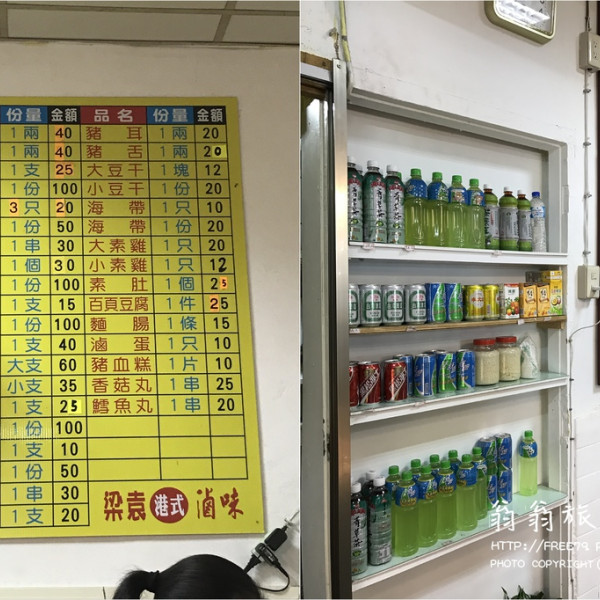 份量 金額 品名 份量 金額
1兩 40 豬耳 1兩 20
1兩 40 豬舌 1兩 20
1支 25 大豆干 1塊 12
1份 100 小豆干 1份 20
3只 20 海帶 1只 10
1份 50 海帶 1份 20
1串 30 大素雞 1只 20
1個 30 小素雞 1只 12
1份 100 素肚 1個 25
1支 15 百頁豆腐 1件 25
1份 100 麵腸 1條 15
1支 40 滷蛋 1只 10
大支 60 豬血糕 1片 10
小支 35 香菇丸 1串 25
1支 25 鱈魚丸 1串 20
1份 100
1支 10
1份 50
1串 30
1支 20
梁袁 港式 滷味
翁翁旅
HTTP://FREE79.P
PHOTO COPYRIGHT(